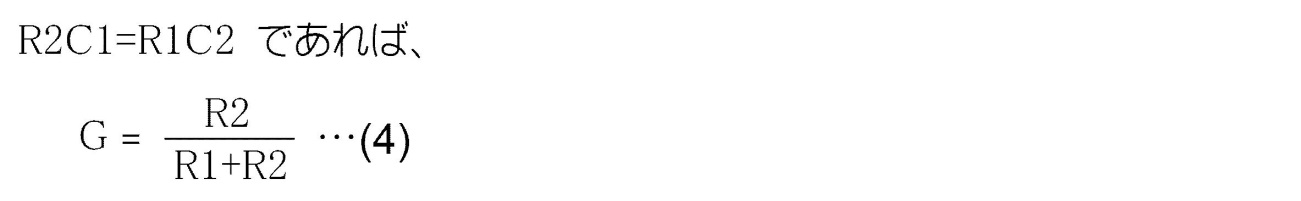 R2C1=R1C2 であれば、
G = R2
R1+R2 …(4)